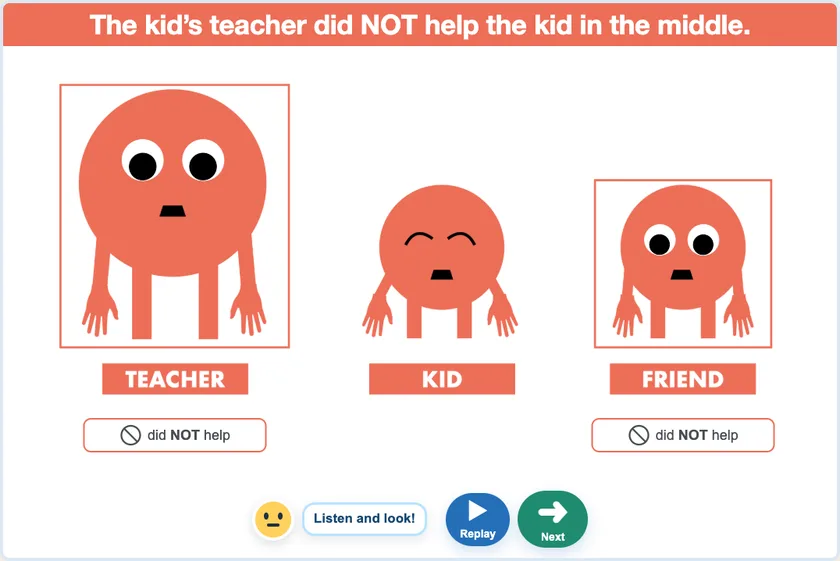 The kid’s teacher did NOT help the kid in the middle.
TEACHER
KID
FRIEND
did NOT help
did NOT help
Listen and look!
Replay
Next